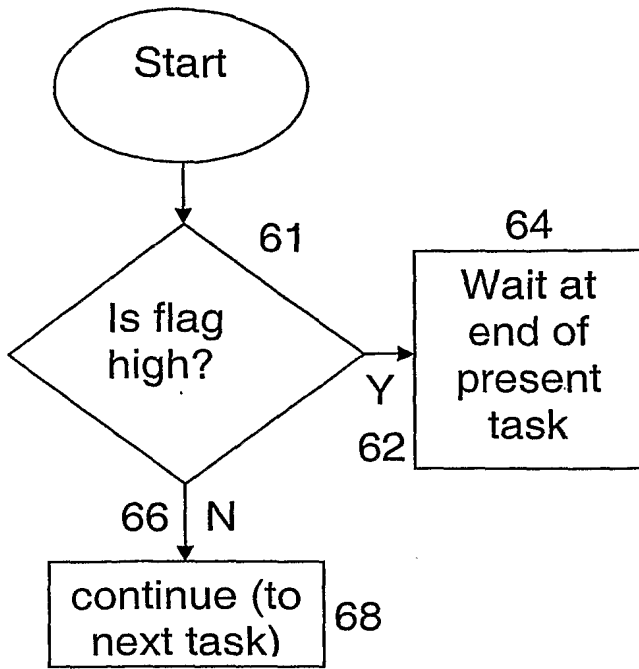 Start
61
Is flag
high?
Y
62
64
Wait at
end of
present
task
66 N
continue (to
next task)
68